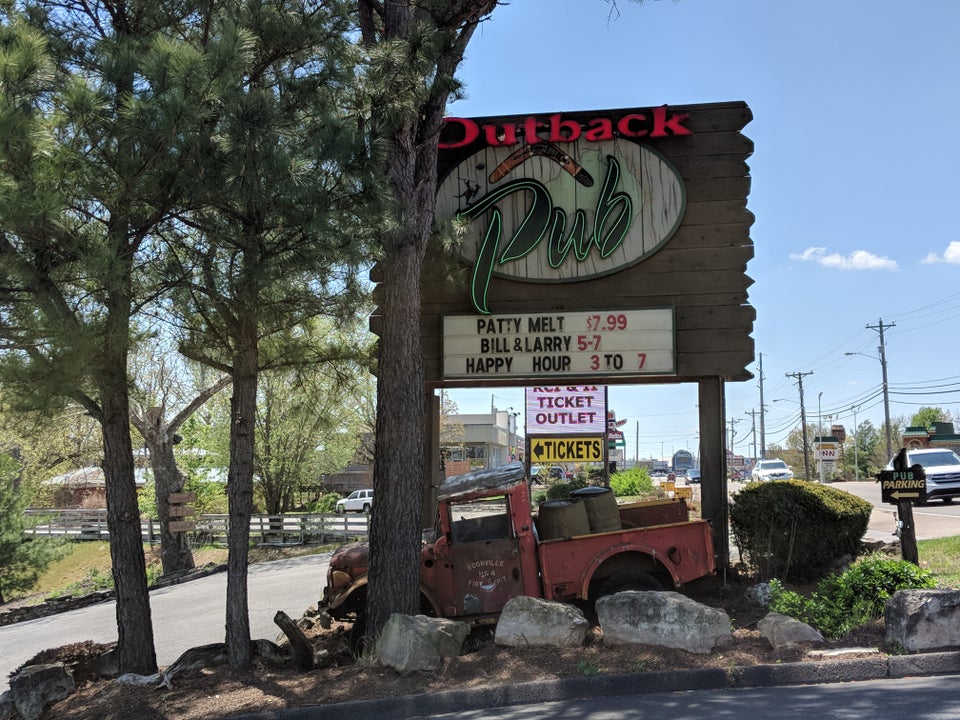 Outback
Pub
PATTY MELT $7.99
BILL & LARRY 5-7
HAPPY HOUR 3 TO 7
TICKET
OUTLET
TICKETS
PUB
PARKING
INN